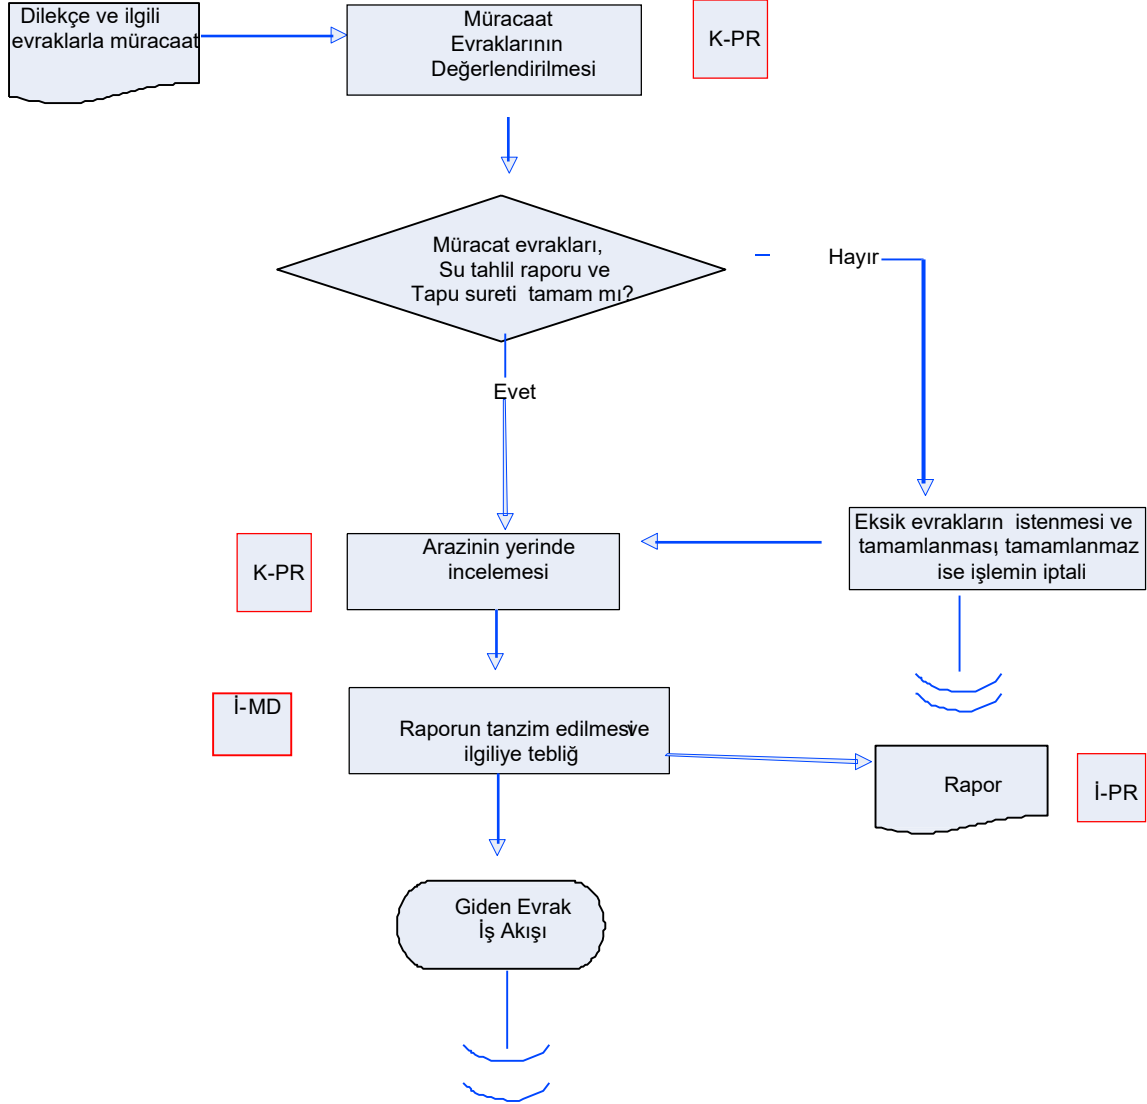 Dilekçe ve ilgili
evraklarla müracaat
Müracaat
Evraklarının
Değerlendirilmesi
K-PR
Müracat evrakları,
Su tahlil raporu ve
Tapu sureti tamam mı?
Hayır
Evet
Eksik evrakların istenmesi ve
tamamlanması, tamamlanmaz
ise işlemin iptali
Arazinin yerinde
incelemesi
K-PR
İ-MD
Raporun tanzim edilmesi ve
ilgiliye tebliğ
Rapor
İ-PR
Giden Evrak
İş Akışı